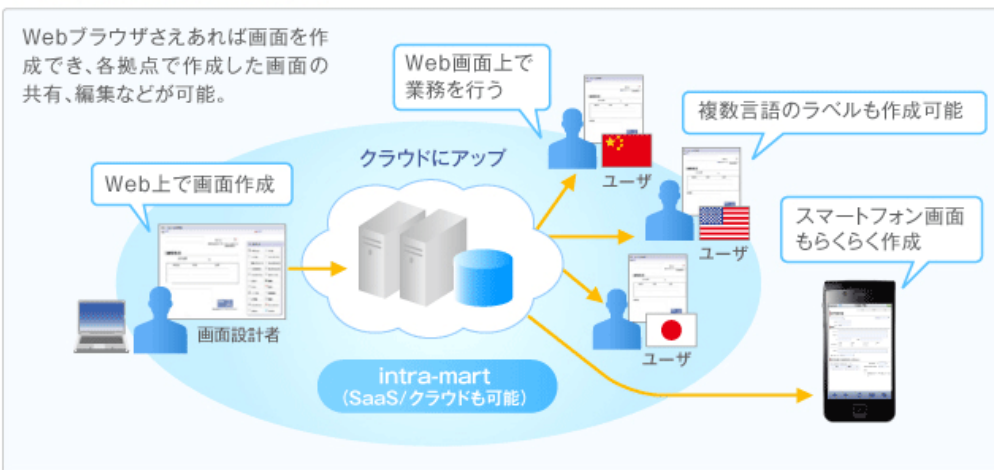 Webブラウザさえあれば画面を作
成でき、各拠点で作成した画面の
共有、編集などが可能。
Web画面上で
業務を行う
複数言語のラベルも作成可能
クラウドにアップ
ユーザ
Web上で画面作成
スマートフォン画面
もらくらく作成
ユーザ
画面設計者
ユーザ
intra-mart
(SaaS/クラウドも可能)